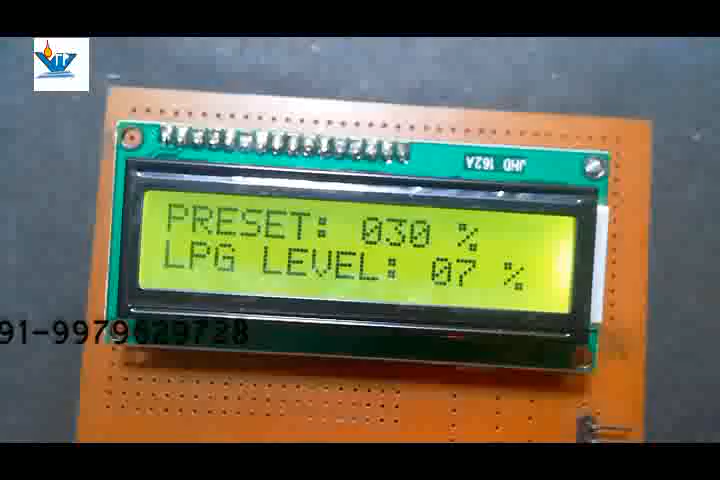 JHD 162A
PRESET: 030 %
LPG LEVEL: 07 %
91-9979629728